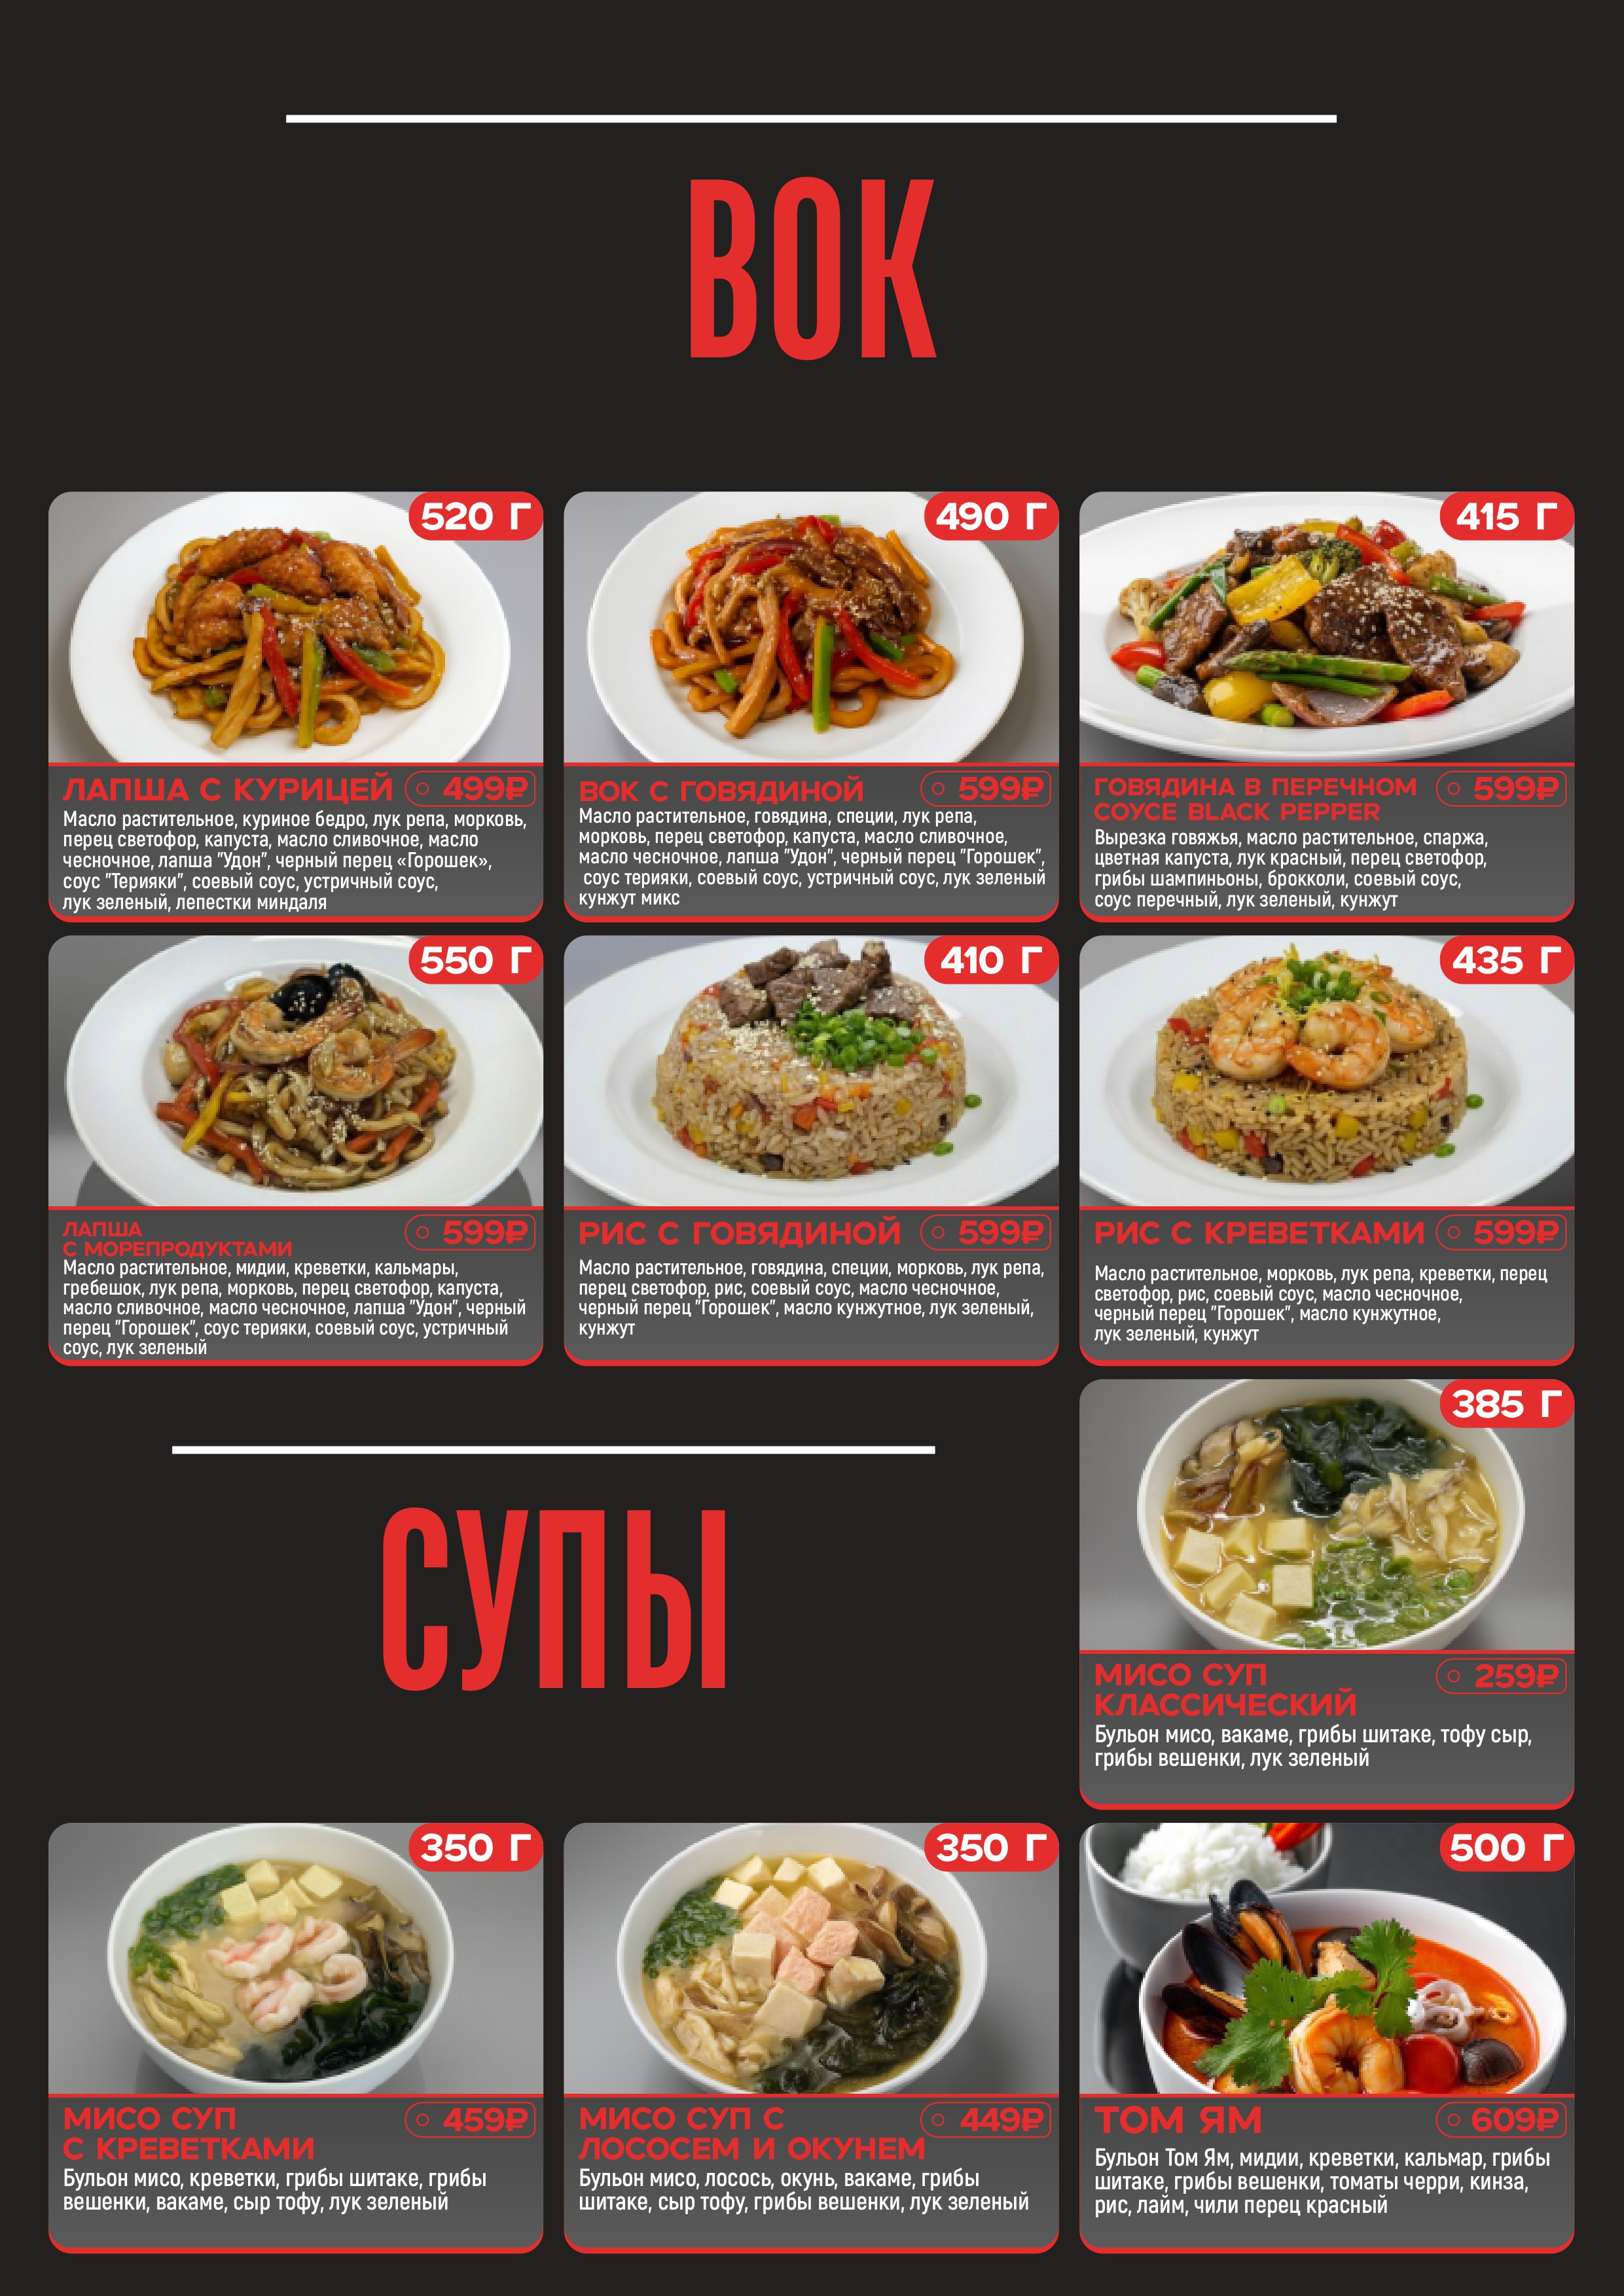 ВОК
520 Г
ЛАПША С КУРИЦЕЙ 499₽
Масло растительное, куриное бедро, лук репа, морковь,
перец светофор, капуста, масло сливочное, масло
чесночное, лапша "Удон", черный перец «Горошек»,
соус "Терияки", соевый соус, устричный соус,
лук зеленый, лепестки миндаля
490 Г
ВОК С ГОВЯДИНОЙ 599₽
Масло растительное, говядина, специи, лук репа,
морковь, перец светофор, капуста, масло сливочное,
масло чесночное, лапша "Удон", черный перец "Горошек",
соус терияки, соевый соус, устричный соус, лук зеленый
кунжут микс
415 Г
ГОВЯДИНА В ПЕРЕЧНОМ 599₽
СОУСЕ BLACK PEPPER
Вырезка говяжья, масло растительное, спаржа,
цветная капуста, лук красный, перец светофор,
грибы шампиньоны, брокколи, соевый соус,
соус перечный, лук зеленый, кунжут
550 Г
ЛАПША 599₽
С МОРЕПРОДУКТАМИ
Масло растительное, мидии, креветки, кальмары,
гребешок, лук репа, морковь, перец светофор, капуста,
масло сливочное, масло чесночное, лапша "Удон", черный
перец "Горошек", соус терияки, соевый соус, устричный
соус, лук зеленый
410 Г
РИС С ГОВЯДИНОЙ 599₽
Масло растительное, говядина, специи, морковь, лук репа,
перец светофор, рис, соевый соус, масло чесночное,
черный перец "Горошек", масло кунжутное, лук зеленый,
кунжут
435 Г
РИС С КРЕВЕТКАМИ 599₽
Масло растительное, морковь, лук репа, креветки, перец
светофор, рис, соевый соус, масло чесночное,
черный перец "Горошек", масло кунжутное,
лук зеленый, кунжут
СУПЫ
385 Г
МИСО СУП 259₽
КЛАССИЧЕСКИЙ
Бульон мисо, вакаме, грибы шитаке, тофу сыр,
грибы вешенки, лук зеленый
350 Г
МИСО СУП 459₽
С КРЕВЕТКАМИ
Бульон мисо, креветки, грибы шитаке, грибы
вешенки, вакаме, сыр тофу, лук зеленый
350 Г
МИСО СУП С 449₽
ЛОСОСЕМ И ОКУНЕМ
Бульон мисо, лосось, окунь, вакаме, грибы
шитаке, сыр тофу, грибы вешенки, лук зеленый
500 Г
ТОМ ЯМ 609₽
Бульон Том Ям, мидии, креветки, кальмар, грибы
шитаке, грибы вешенки, томаты черри, кинза,
рис, лайм, чили перец красный